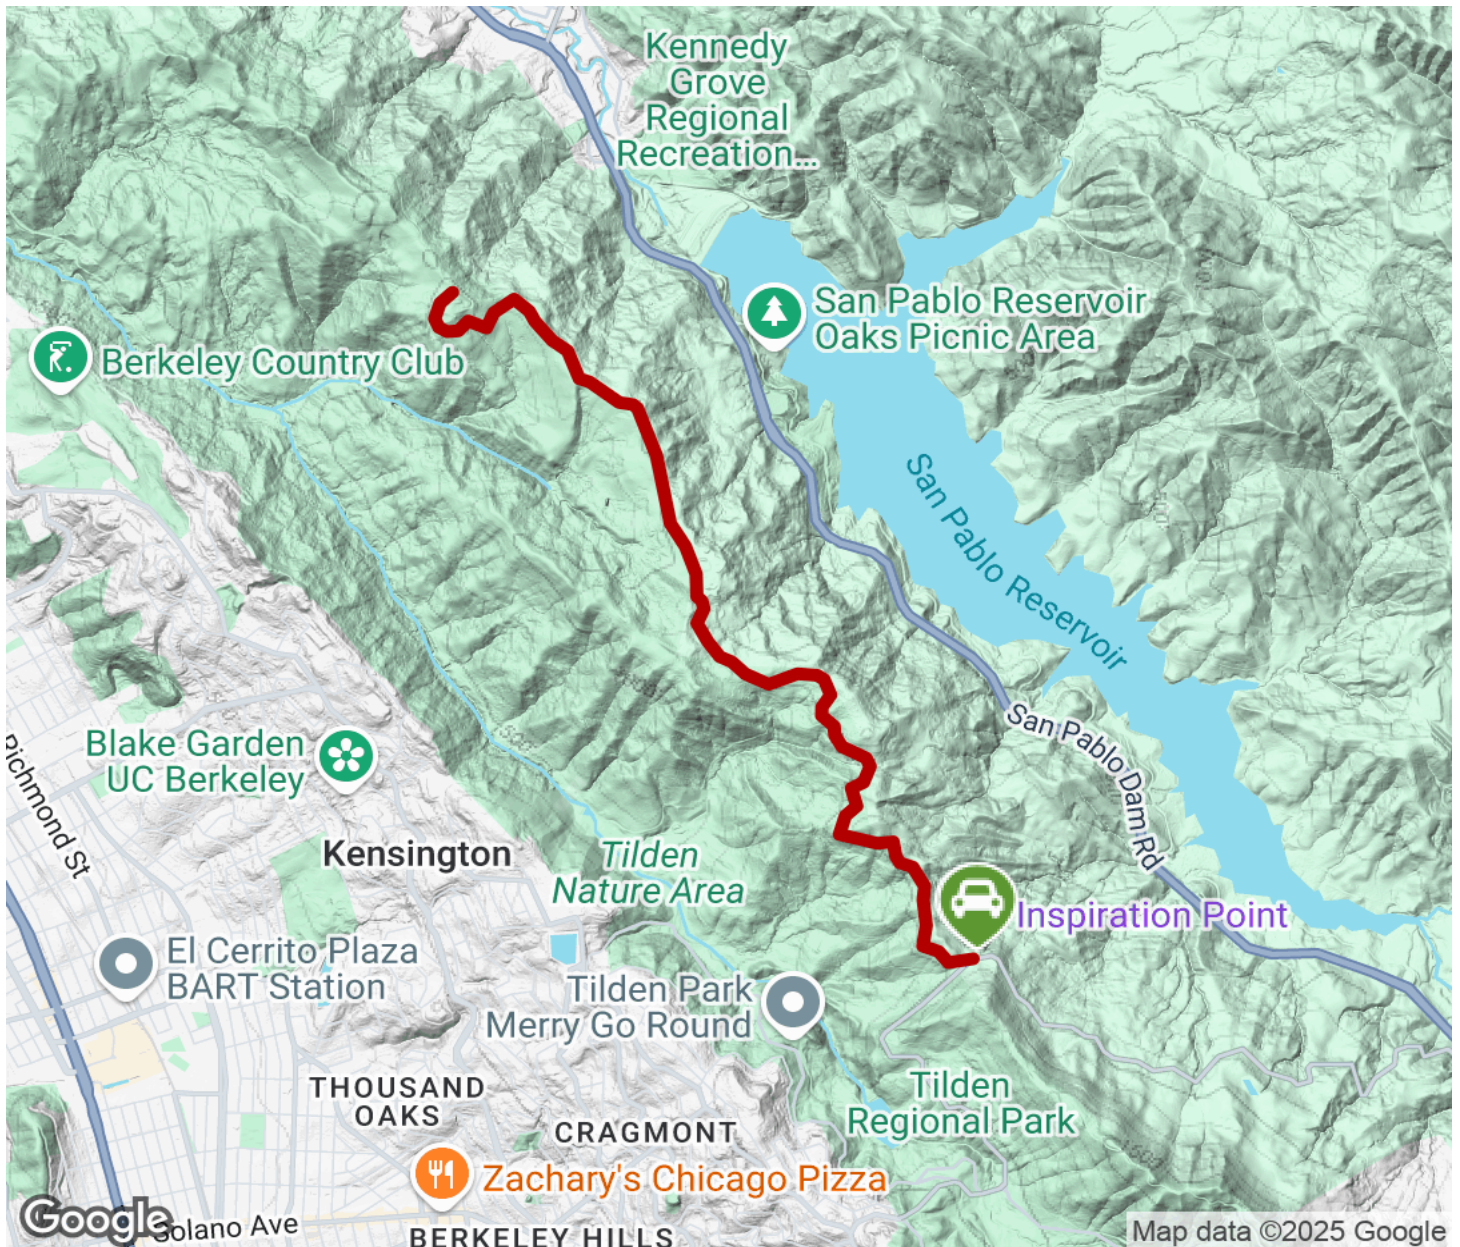 Kennedy
Grove
Regional
Recreation...
San Pablo Reservoir
Oaks Picnic Area
Berkeley Country Club
San Pablo Reservoir
San Pablo Dam Rd
Blake Garden
UC Berkeley
Richmond St
Kensington
Tilden
Nature Area
Inspiration Point
El Cerrito Plaza
BART Station
Tilden Park
Merry Go Round
THOUSAND
OAKS
Tilden
Regional Park
CRAGMONT
Zachary's Chicago Pizza
Google
Solano Ave
BERKELEY HILLS
Map data ©2025 Google